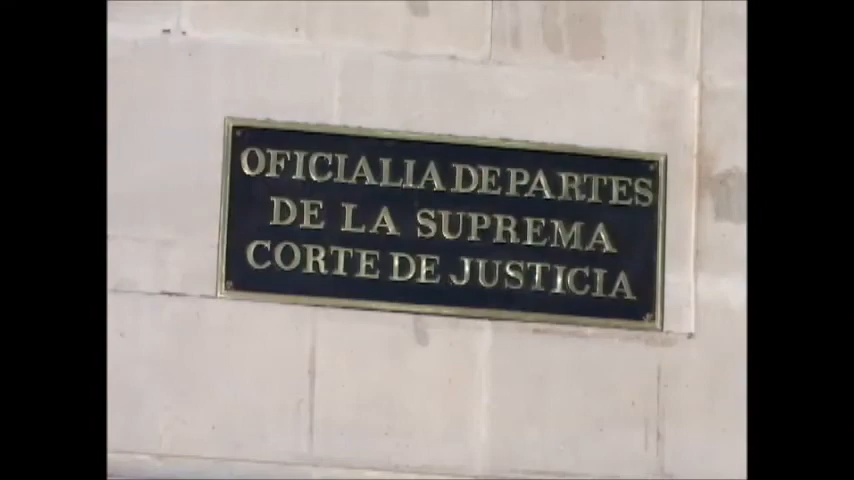 OFICIALIA DE PARTES
DE LA SUPREMA
CORTE DE JUSTICIA